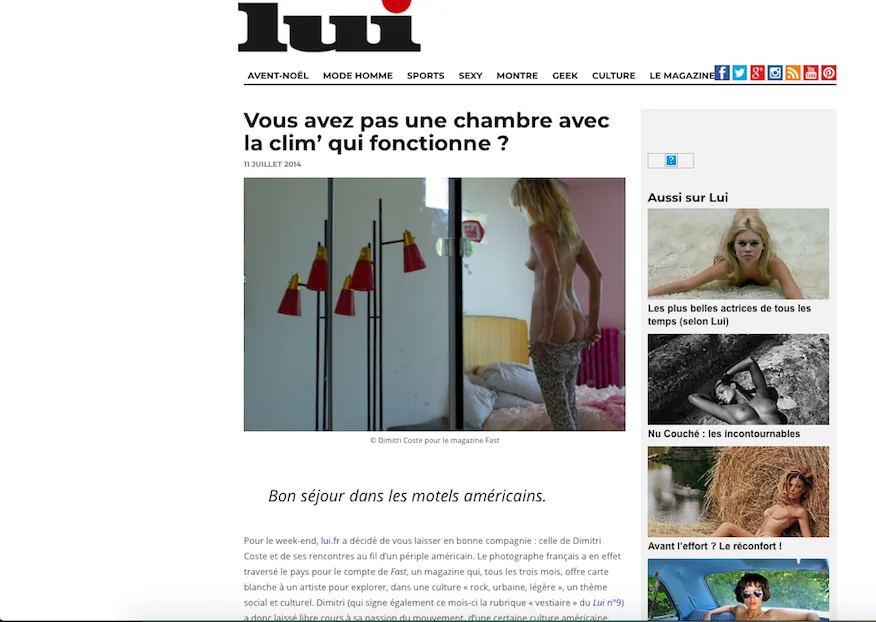 lui
AVENT-NOËL MODE HOMME SPORTS SEXY MONTRE GEEK CULTURE LE MAGAZINE
Vous avez pas une chambre avec
la clim’ qui fonctionne ?
11 JUILLET 2014
© Dimitri Coste pour le magazine Fast
Bon séjour dans les motels américains.
Pour le week-end, lui.fr a décidé de vous laisser en bonne compagnie : celle de Dimitri
Coste et de ses rencontres au fil d’un périple américain. Le photographe français a en effet
traversé le pays pour le compte de Fast, un magazine qui, tous les trois mois, offre carte
blanche à un artiste pour explorer, dans une culture « rock, urbaine, légère », un thème
social et culturel. Dimitri (qui signe également ce mois-ci la rubrique « vestiaire » du Lui n°9)
a donc laissé libre cours à sa passion du mouvement, d’une certaine culture américaine,
Aussi sur Lui
Les plus belles actrices de tous les
temps (selon Lui)
Nu Couché : les incontournables
Avant l’effort ? Le réconfort !